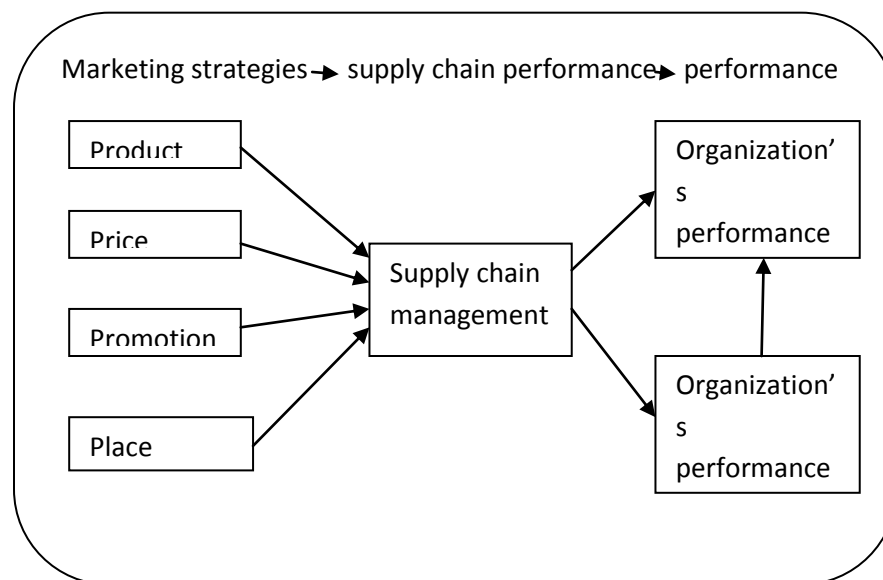 Marketing strategies supply chain performance performance
Product
Price
Promotion
Place
Supply chain
management
Organization’
s
performance
Organization’
s
performance